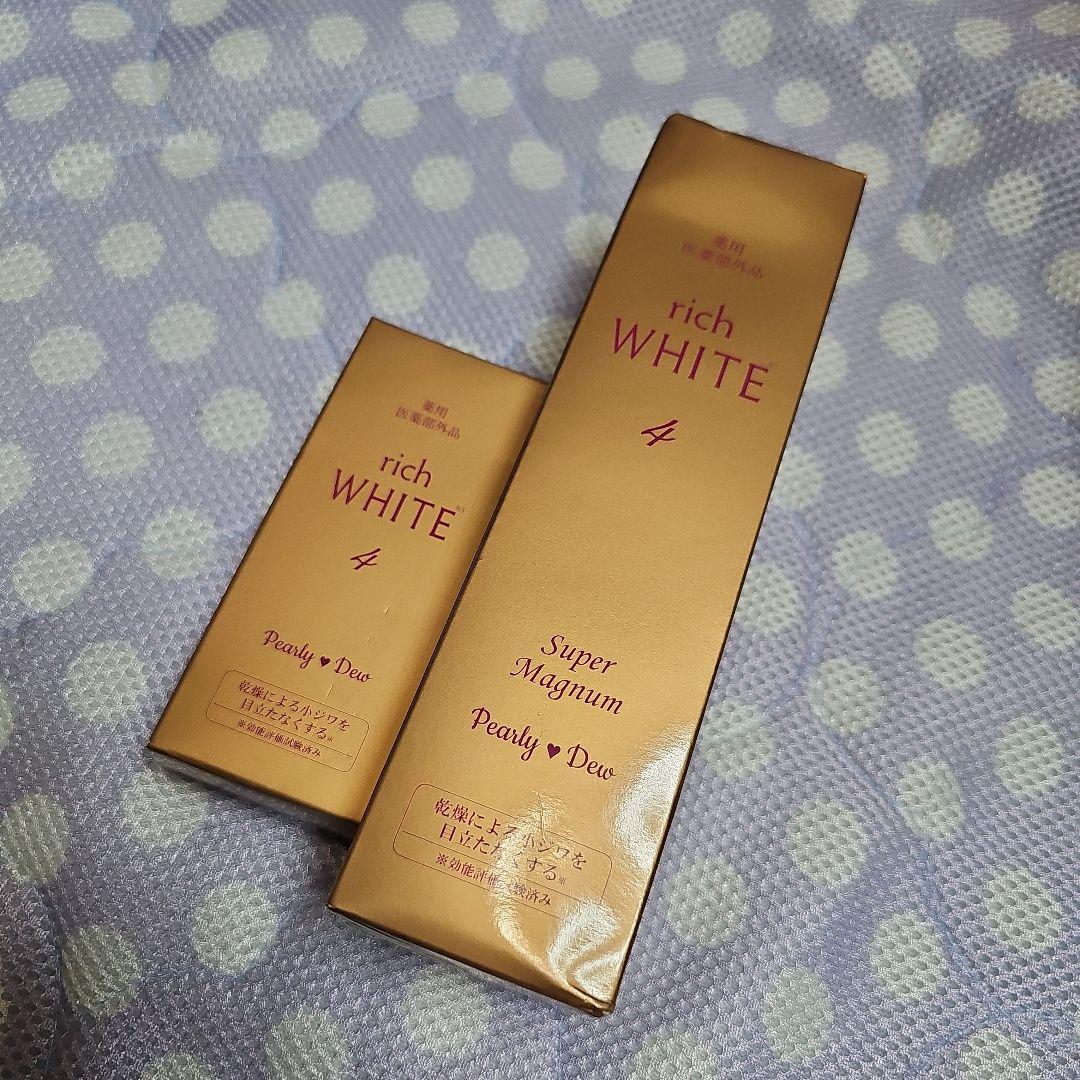 薬用
医薬部外品
rich
WHITE
4
Pearly ♥ Dew
乾燥による小ジワを
目立たなくする※
※効能評価試験済み
薬用
医薬部外品
rich
WHITE
4
Super
Magnum
Pearly ♥ Dew
乾燥による小ジワを
目立たなくする※
※効能評価試験済み